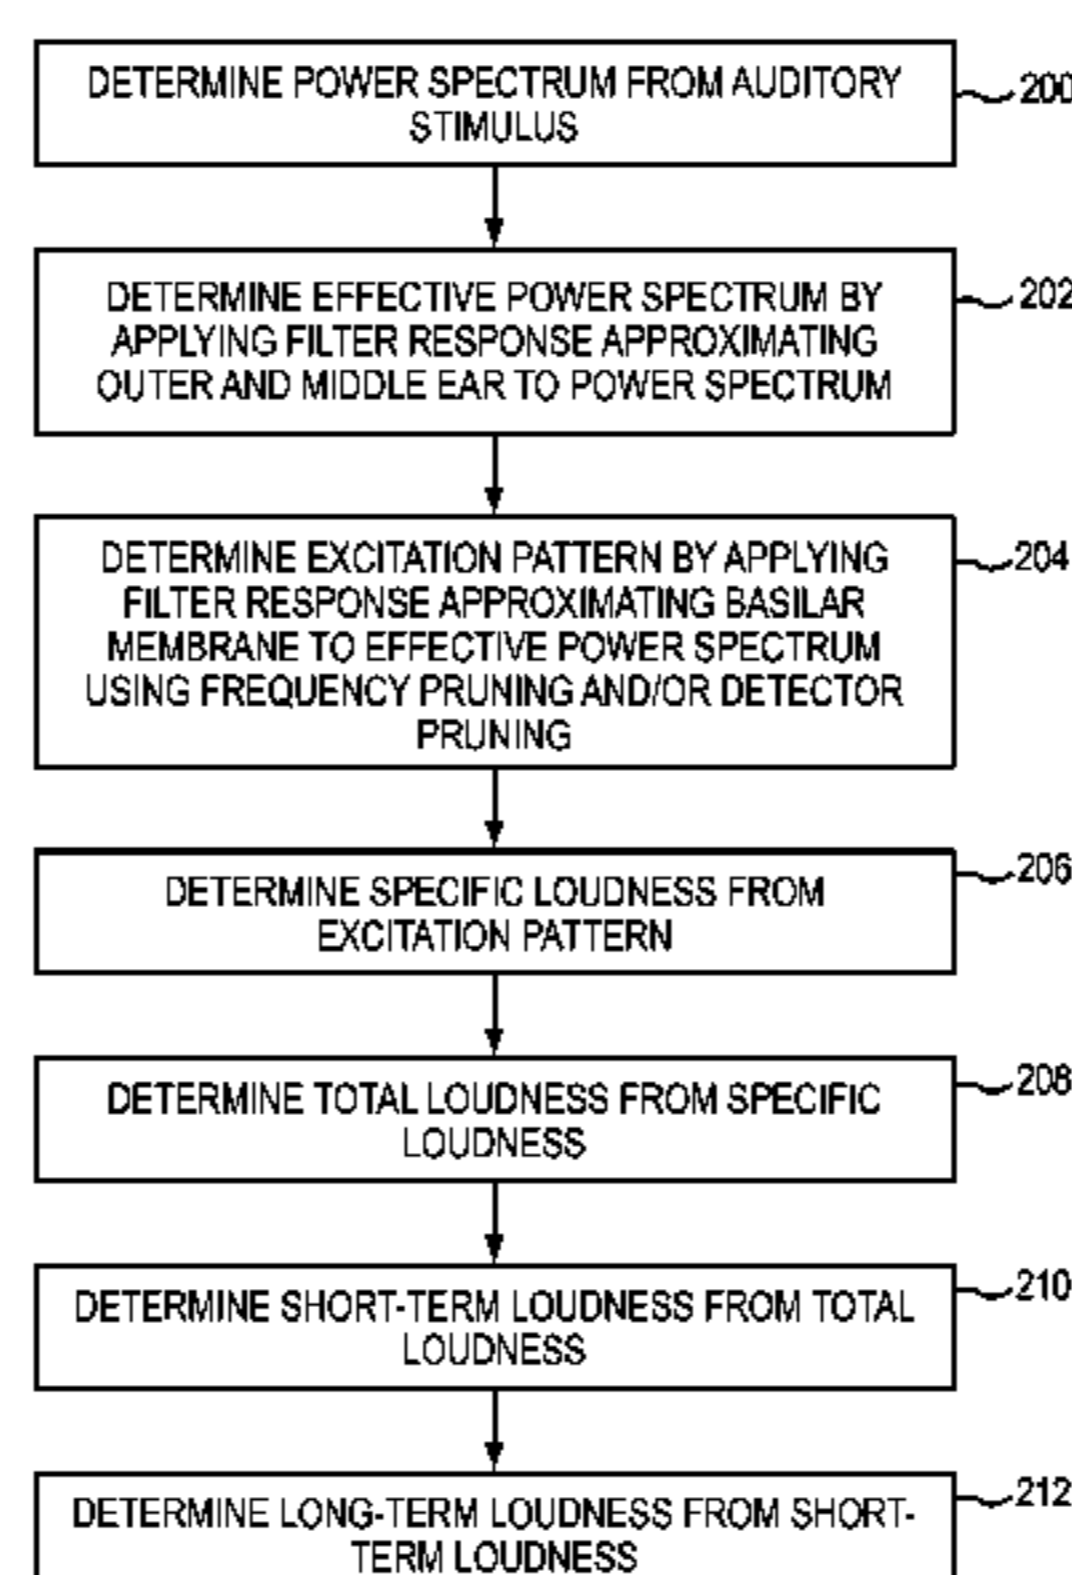 DETERMINE POWER SPECTRUM FROM AUDITORY
STIMULUS
200
DETERMINE EFFECTIVE POWER SPECTRUM BY
APPLYING FILTER RESPONSE APPROXIMATING
OUTER AND MIDDLE EAR TO POWER SPECTRUM
202
DETERMINE EXCITATION PATTERN BY APPLYING
FILTER RESPONSE APPROXIMATING BASILAR
MEMBRANE TO EFFECTIVE POWER SPECTRUM
USING FREQUENCY PRUNING AND/OR DETECTOR
PRUNING
204
DETERMINE SPECIFIC LOUDNESS FROM
EXCITATION PATTERN
206
DETERMINE TOTAL LOUDNESS FROM SPECIFIC
LOUDNESS
208
DETERMINE SHORT-TERM LOUDNESS FROM TOTAL
LOUDNESS
210
DETERMINE LONG-TERM LOUDNESS FROM SHORT-
TERM LOUDNESS
212